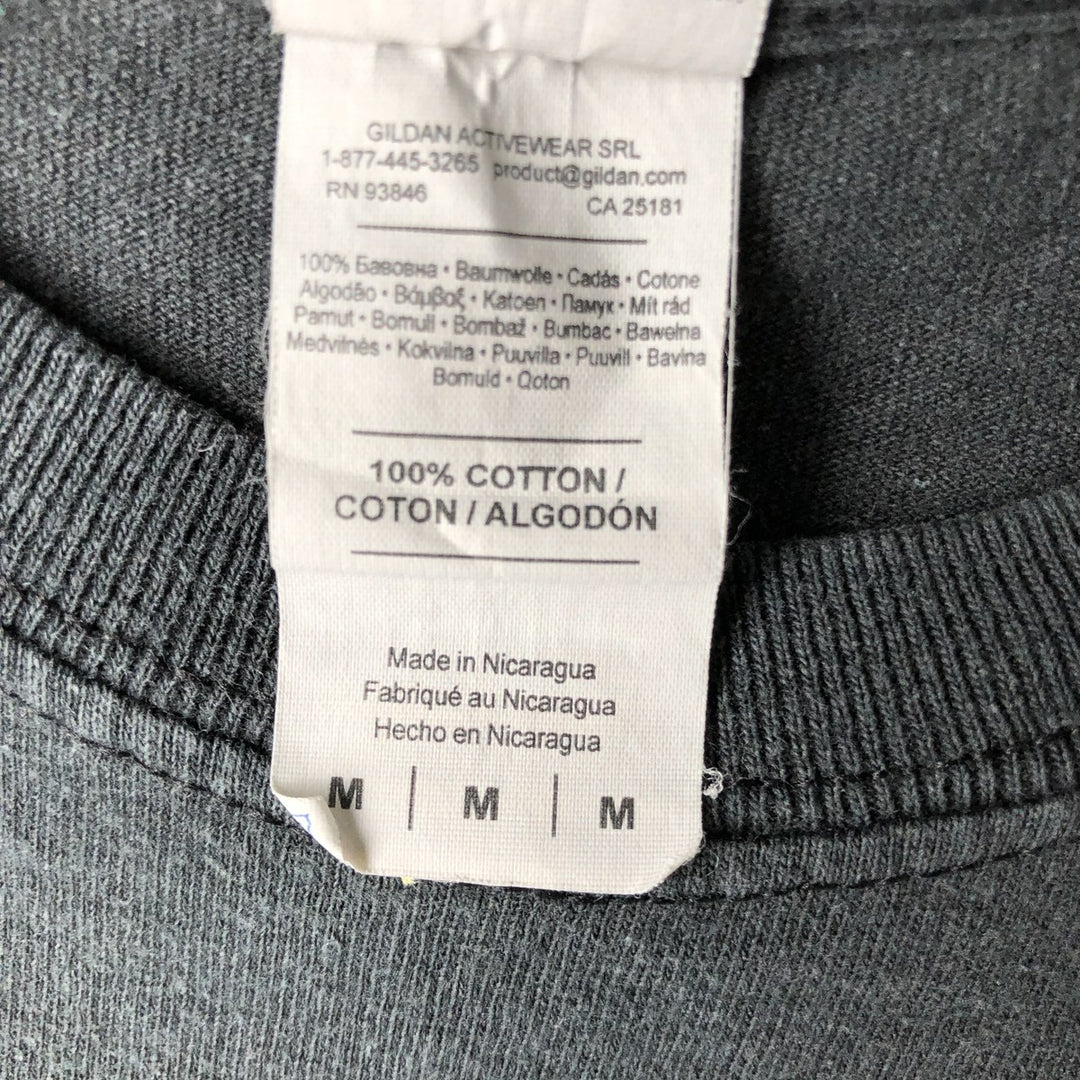 GILDAN ACTIVEWEAR SRL
1-877-445-3265 product@gildan.com
RN 93846 CA 25181
100% Бавовна • Baumwolle • Cadás • Cotone
Algodão • Βάμβαξ • Katoen • Памук • Mít rád
Pamut • Bomull • Bombaž • Bumbac • Bawełna
Medvilnės • Kokvilna • Puuvilla • Puuvill • Bavlna
Bomuld • Qoton
100% COTTON /
COTON / ALGODÓN
Made in Nicaragua
Fabriqué au Nicaragua
Hecho en Nicaragua
M | M | M